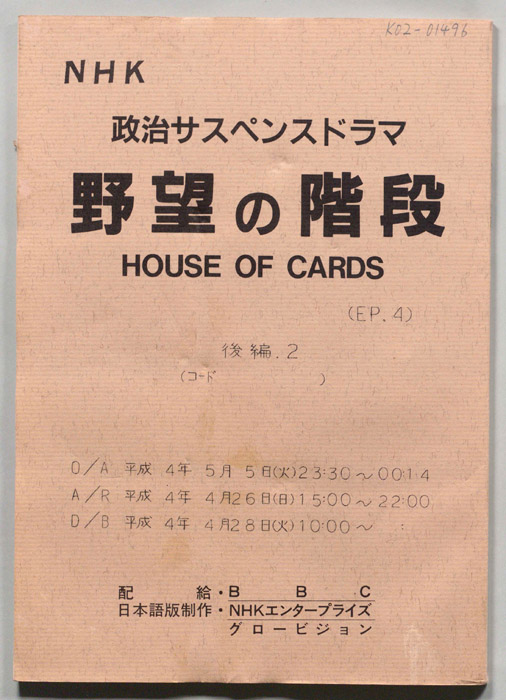 K02-01496
NHK
政治サスペンスドラマ
野望の階段
HOUSE OF CARDS
(EP.4)
後編.2
(コード )
O/A 平成 4年 5月 5日(火)23:30～00:14
A/R 平成 4年 4月26日(日)15:00～22:00
D/B 平成 4年 4月28日(火)10:00～ :
配給・BBC
日本語版制作・NHKエンタープライズ
グロービジョン